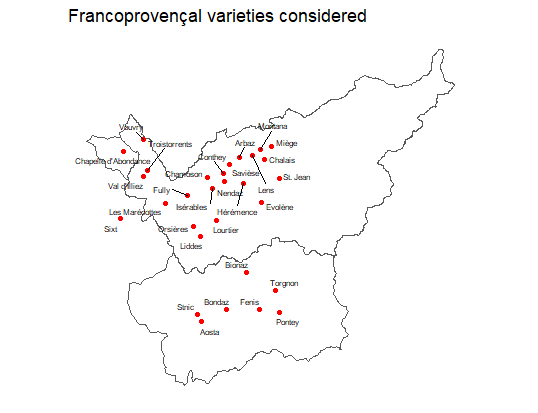 Francoprovençal varieties considered
Vouvry
Montana
Troistorrents
Arbaz
Miège
Conthey
Chalais
Chapelle d'Abondance
Chamoson
Savièse
St. Jean
Val d'Illiez
Fully
Nendaz
Lens
Isérables
Evolène
Les Marécottes
Hérémence
Sixt
Orsières
Lourtier
Liddes
Bionaz
Torgnon
Stnic
Bondaz
Fenis
Pontey
Aosta